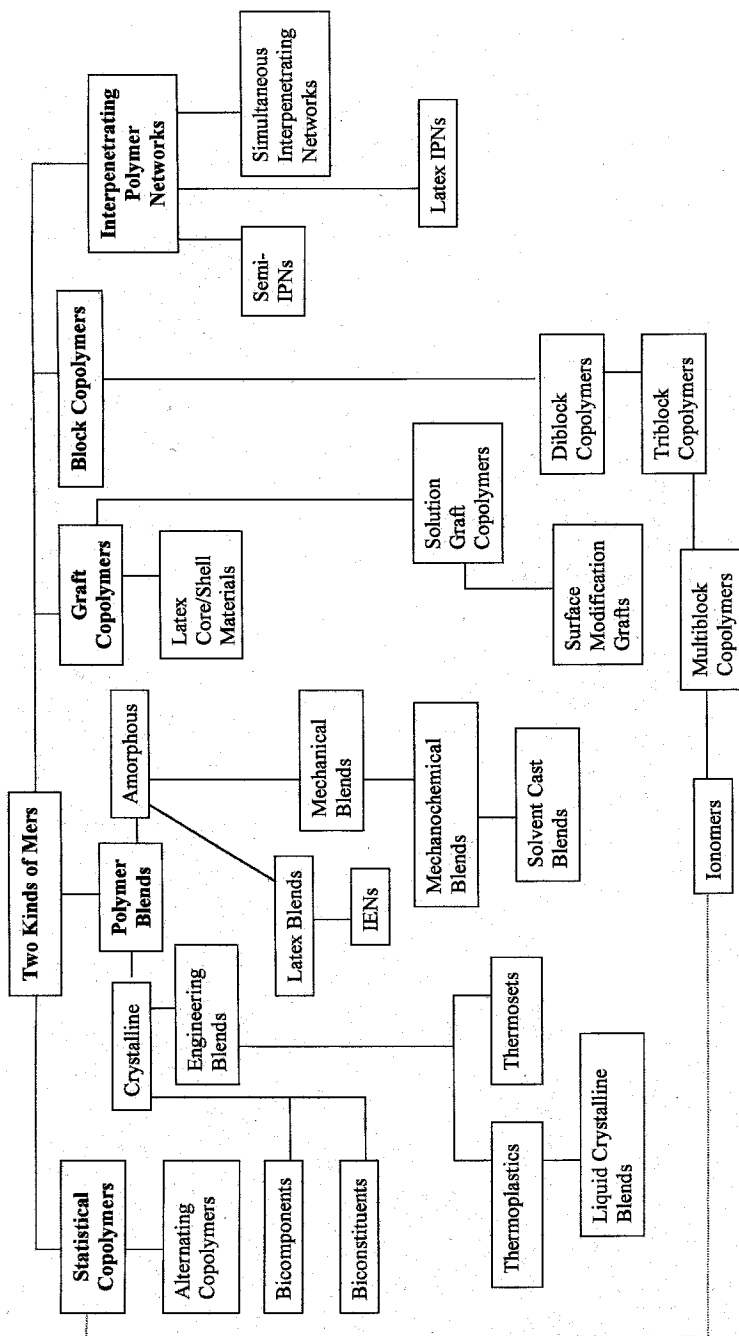 Two Kinds of Mers
Statistical
Copolymers
Alternating
Copolymers
Polymer
Blends
Crystalline
Bicomponents
Biconstituents
Engineering
Blends
Thermoplastics
Liquid Crystalline
Blends
Thermosets
Amorphous
Latex Blends
IENs
Mechanical
Blends
Mechanochemical
Blends
Solvent Cast
Blends
Graft
Copolymers
Latex
Core/Shell
Materials
Solution
Graft
Copolymers
Surface
Modification
Grafts
Block Copolymers
Diblock
Copolymers
Triblock
Copolymers
Multiblock
Copolymers
Ionomers
Interpenetrating
Polymer
Networks
Semi-
IPNs
Latex IPNs
Simultaneous
Interpenetrating
Networks